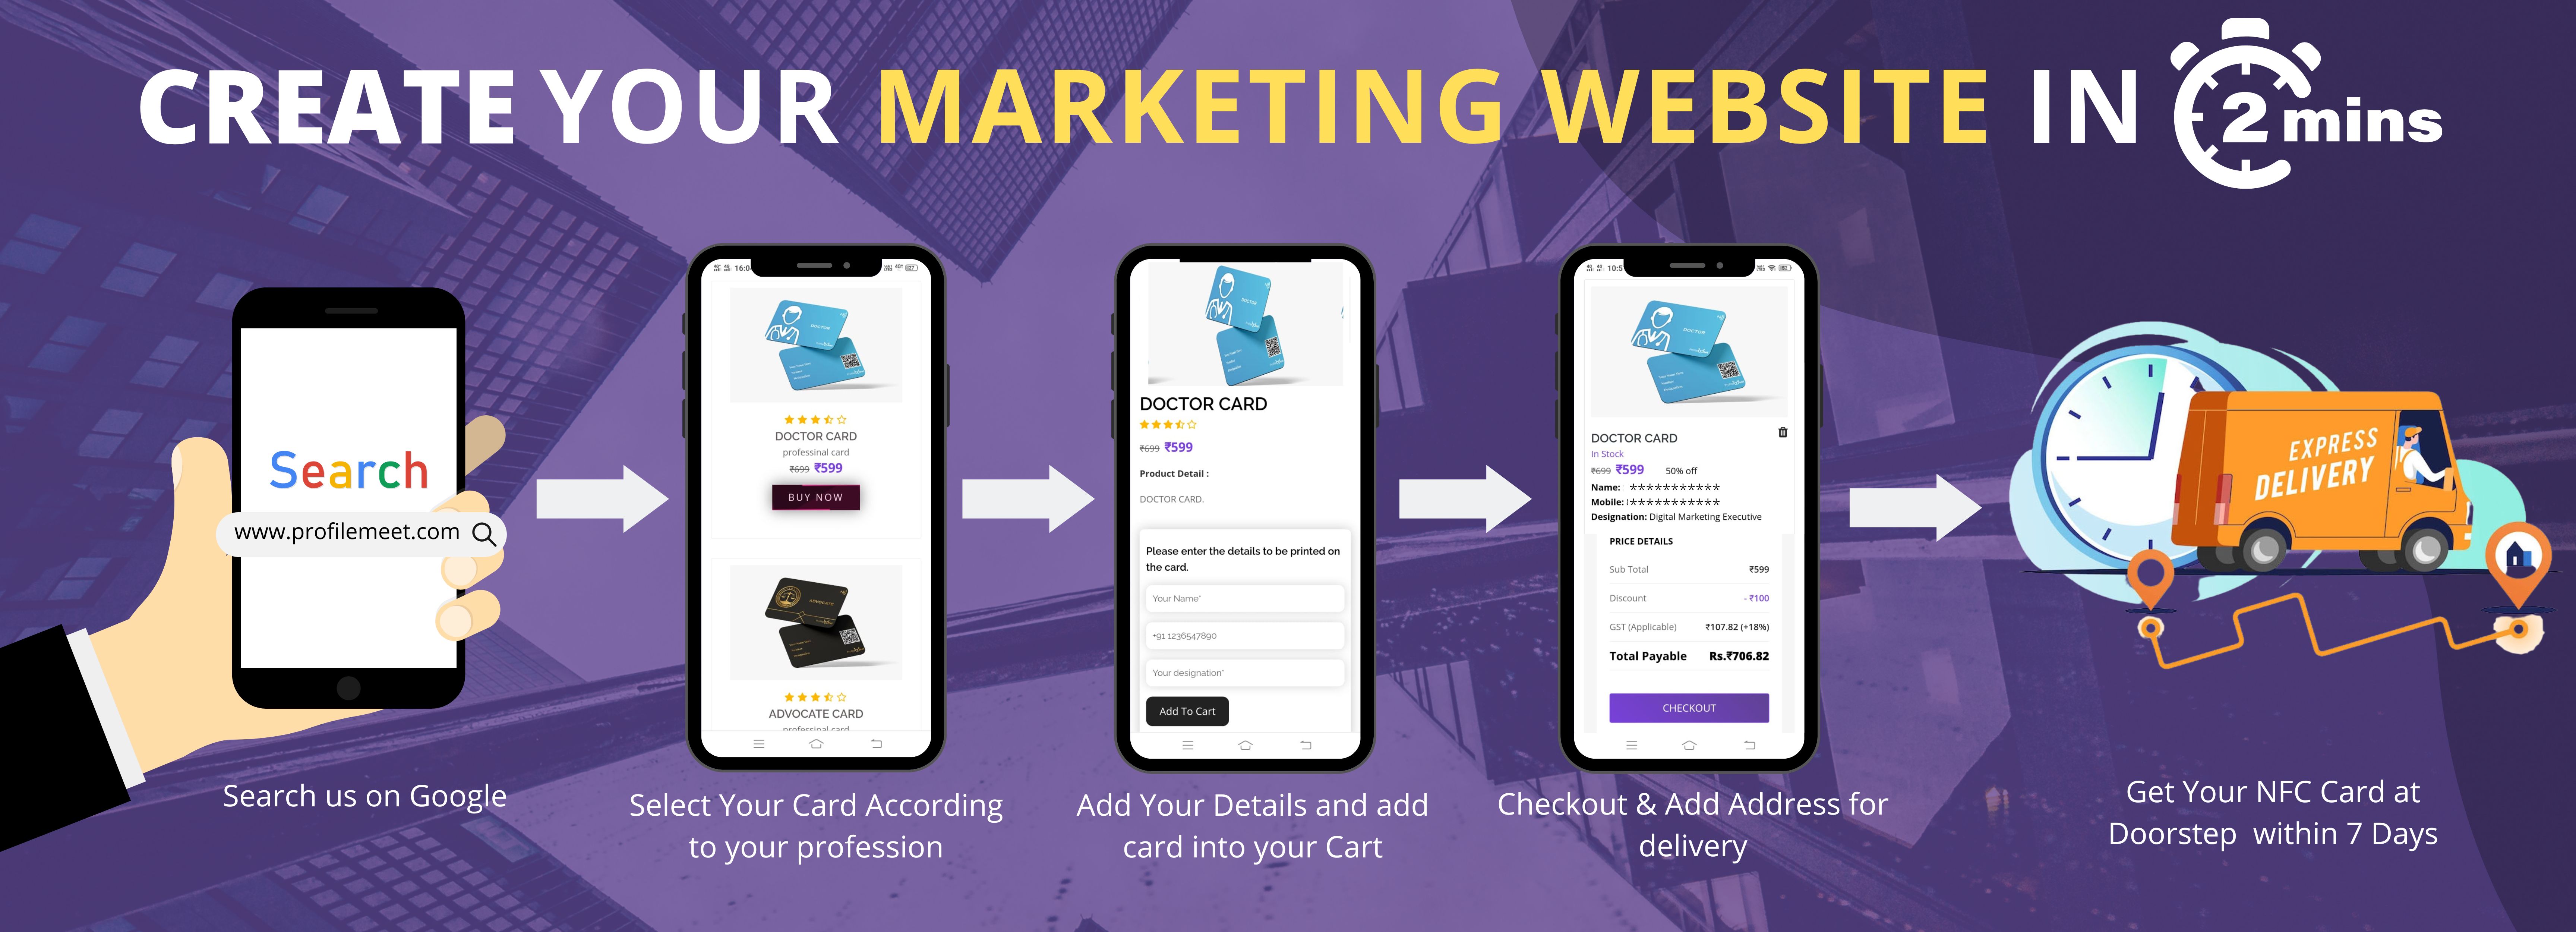 CREATE YOUR MARKETING WEBSITE IN 2 mins
Search
www.profilemeet.com
Search us on Google
16:0
DOCTOR
DOCTOR CARD
professinal card
₹699 ₹599
BUY NOW
ADVOCATE
ADVOCATE CARD
professinal card
Select Your Card According
to your profession
DOCTOR
DOCTOR CARD
₹699 ₹599
Product Detail :
DOCTOR CARD.
Please enter the details to be printed on
the card.
Your Name*
+91 1236547890
Your designation*
Add To Cart
Add Your Details and add
card into your Cart
10:5
DOCTOR
DOCTOR CARD
In Stock
₹699 ₹599 50% off
Name: ***********
Mobile: ***********
Designation: Digital Marketing Executive
PRICE DETAILS
Sub Total ₹599
Discount - ₹100
GST (Applicable) ₹107.82 (+18%)
Total Payable Rs.₹706.82
CHECKOUT
Checkout & Add Address for
delivery
EXPRESS
DELIVERY
Get Your NFC Card at
Doorstep within 7 Days